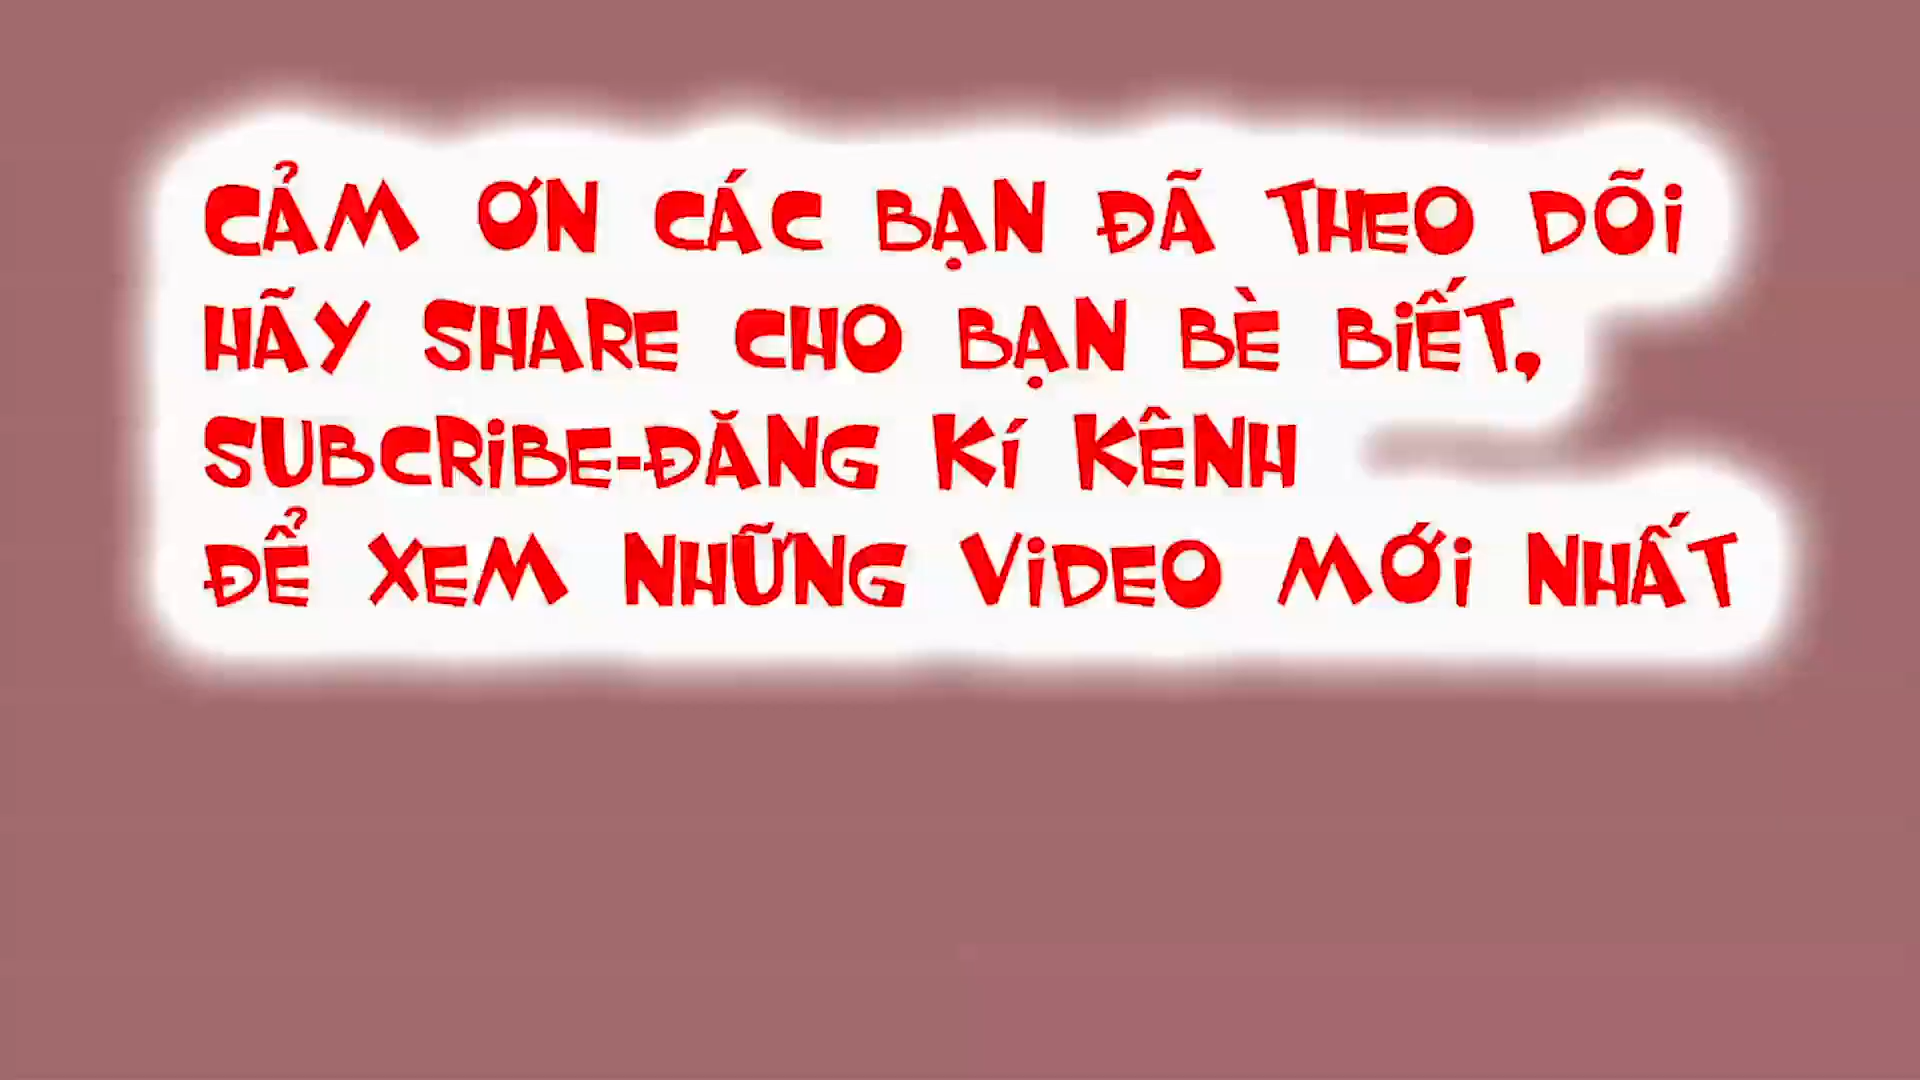 CẢM ƠN CÁC BẠN ĐÃ THEO DÕI
HÃY SHARE CHO BẠN BÈ BIẾT,
SUBCRIBE-ĐĂNG KÍ KÊNH
ĐỂ XEM NHỮNG VIDEO MỚI NHẤT